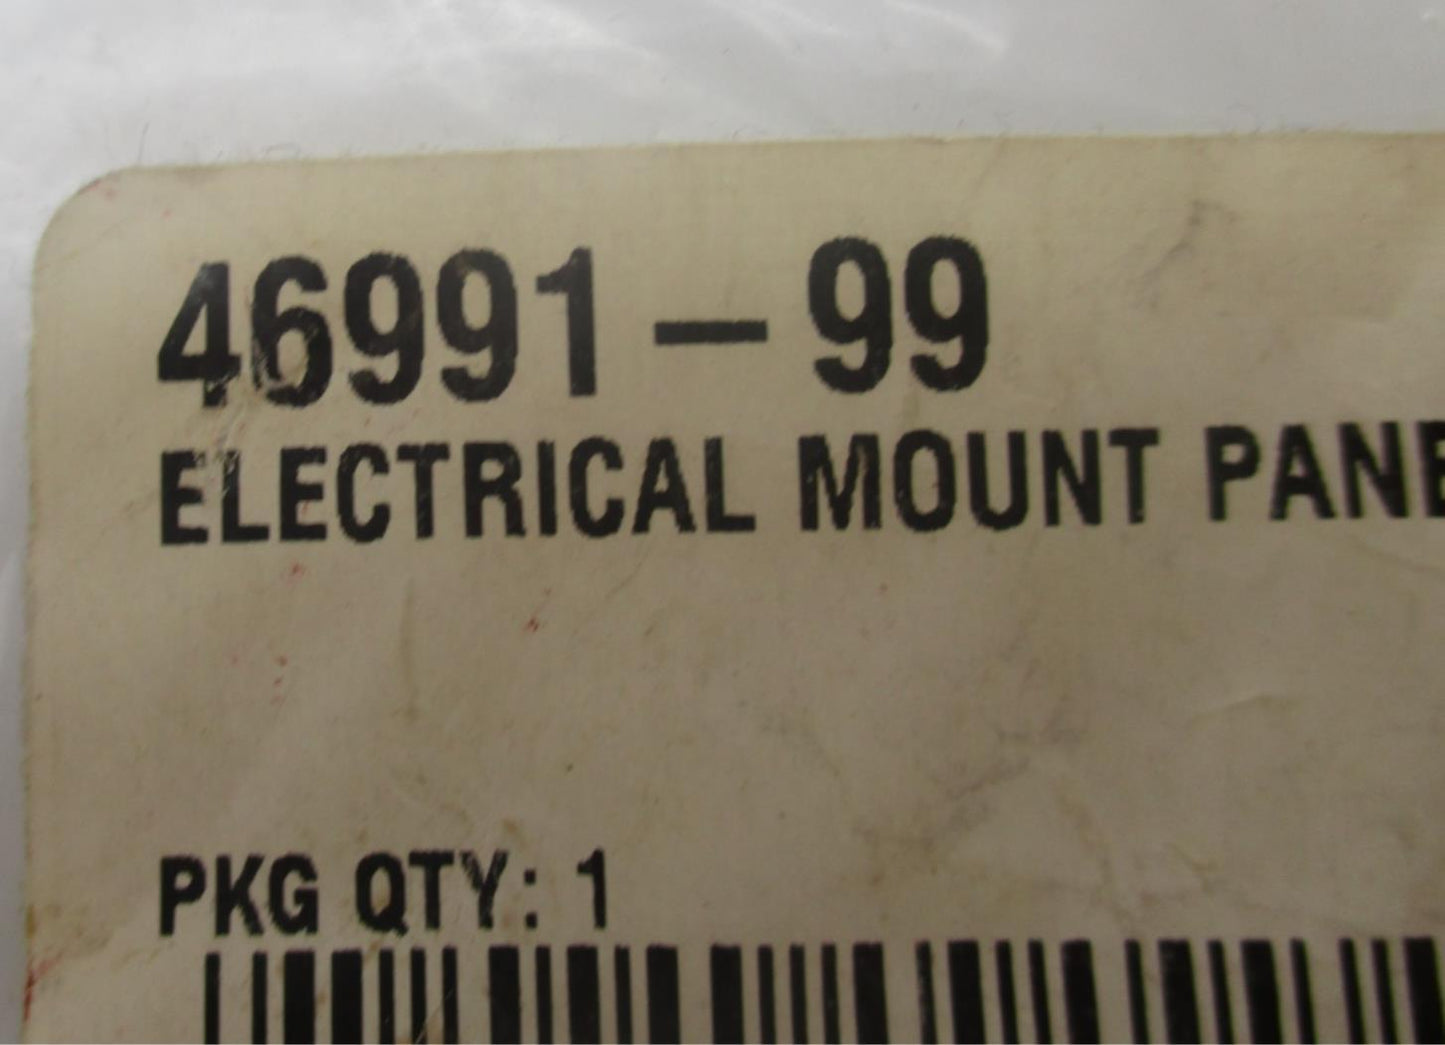 46991-99
ELECTRICAL MOUNT PANE
PKG QTY: 1